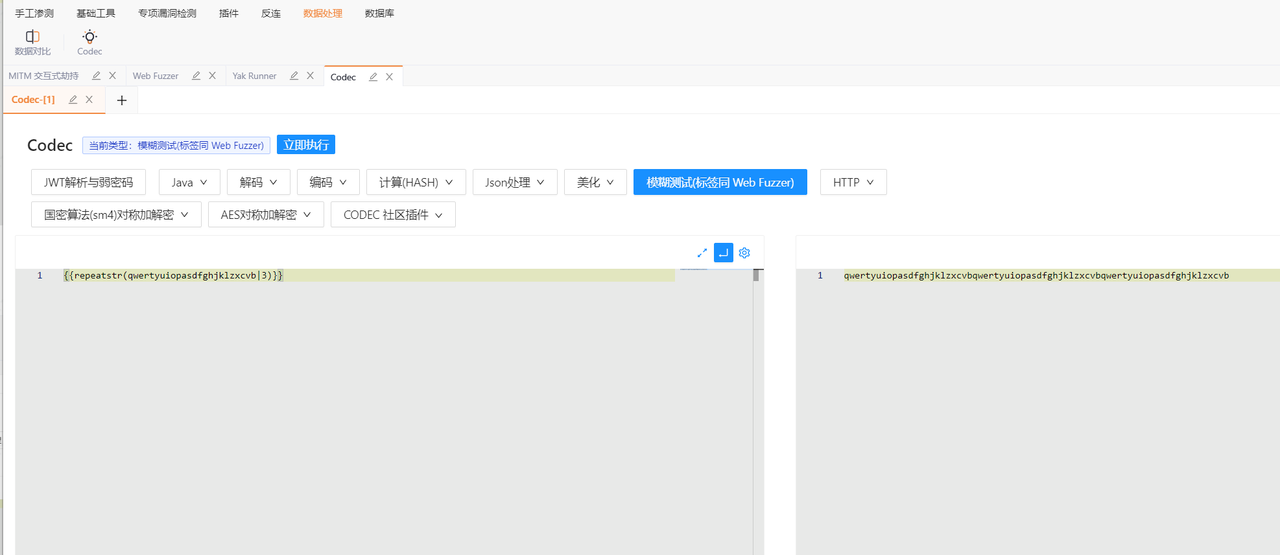 手工渗测 基础工具 专项漏洞检测 插件 反连 数据处理 数据库
数据对比 Codec
MITM 交互式劫持 Web Fuzzer Yak Runner Codec
Codec-[1]
Codec 当前类型：模糊测试(标签同 Web Fuzzer) 立即执行
JWT解析与弱密码 Java 解码 编码 计算(HASH) Json处理 美化 模糊测试(标签同 Web Fuzzer) HTTP
国密算法(sm4)对称加解密 AES对称加解密 CODEC 社区插件
1 {{repeatstr(qwertyuiopasdfghjklzxcvb|3)}} 1 qwertyuiopasdfghjklzxcvbqwertyuiopasdfghjklzxcvbqwertyuiopasdfghjklzxcvb